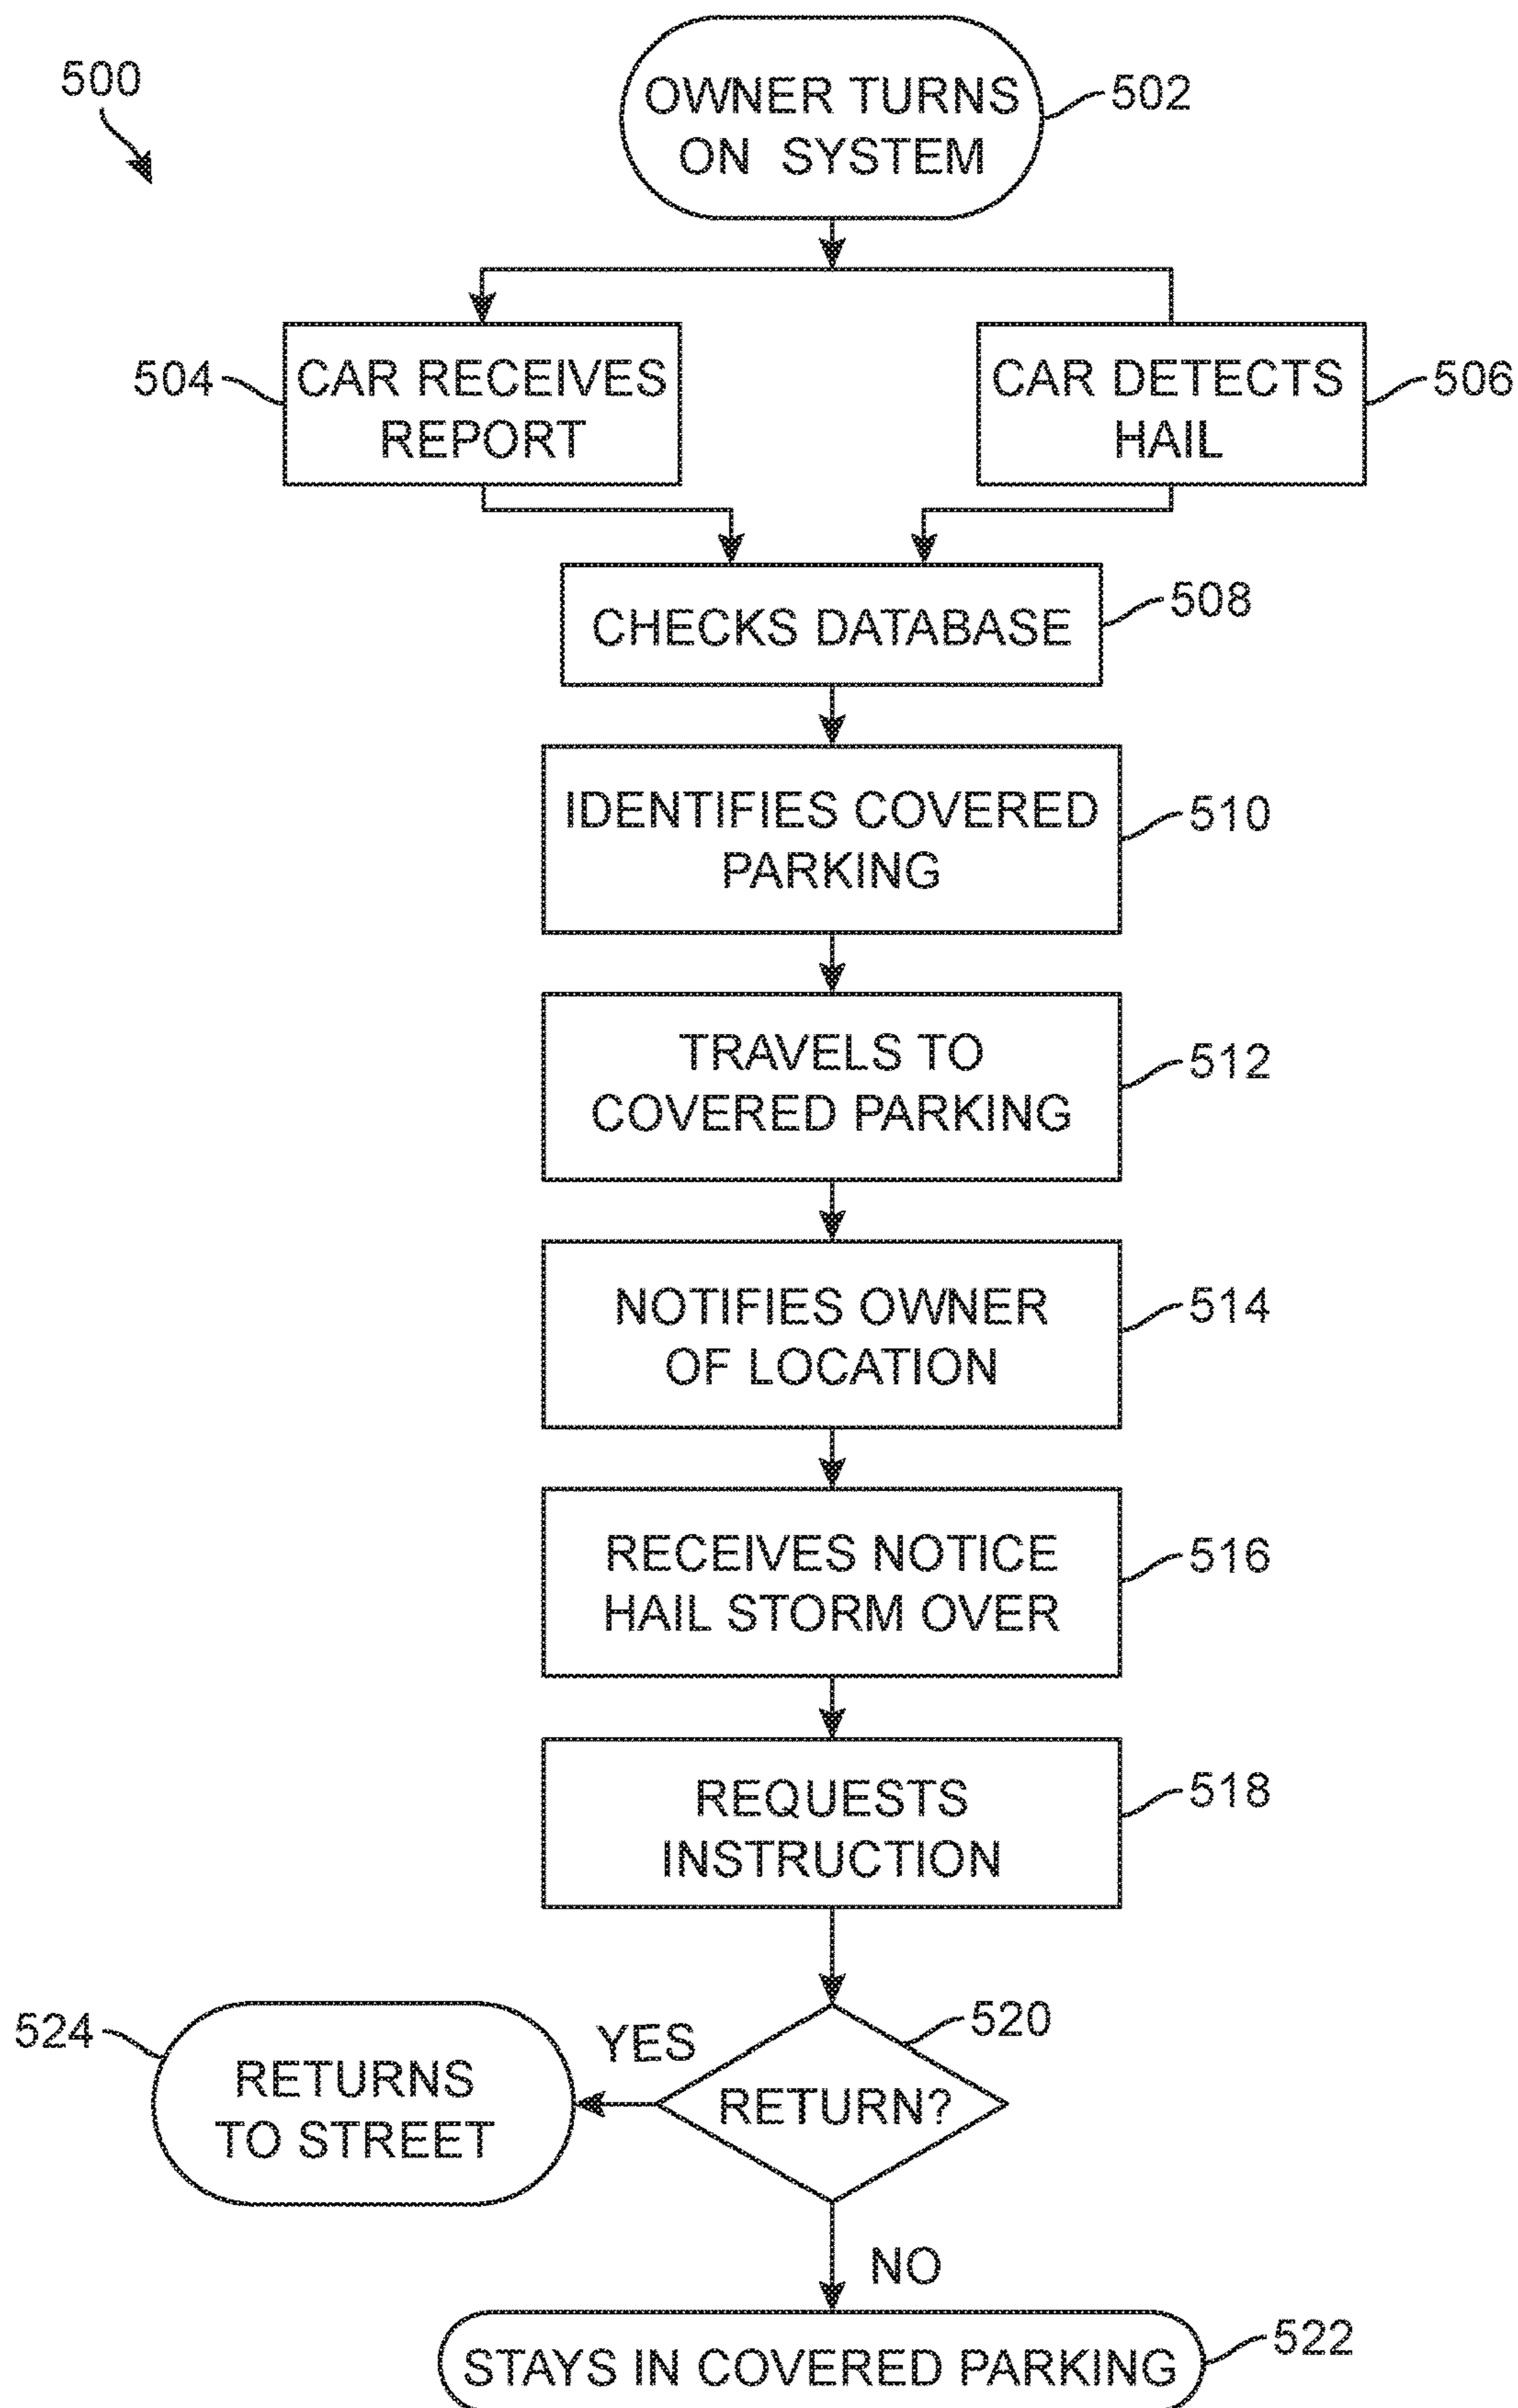 500
OWNER TURNS
ON SYSTEM
502
504
CAR RECEIVES
REPORT
CAR DETECTS
HAIL
506
CHECKS DATABASE
508
IDENTIFIES COVERED
PARKING
510
TRAVELS TO
COVERED PARKING
512
NOTIFIES OWNER
OF LOCATION
514
RECEIVES NOTICE
HAIL STORM OVER
516
REQUESTS
INSTRUCTION
518
524
RETURNS
TO STREET
YES
RETURN?
520
NO
STAYS IN COVERED PARKING
522